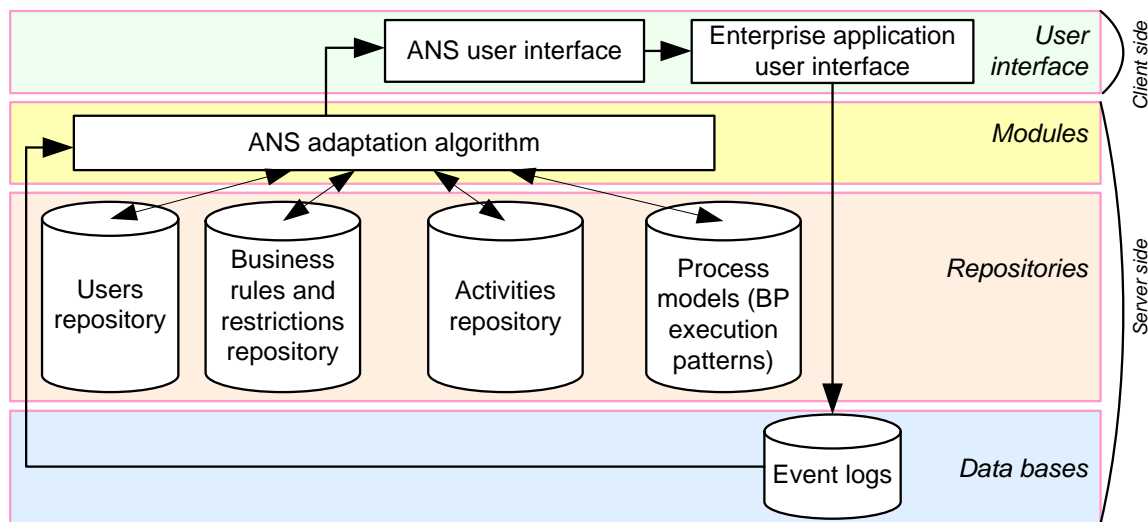 ANS user interface
Enterprise application
user interface
User
interface
Client side
ANS adaptation algorithm
Modules
Users
repository
Business
rules and
restrictions
repository
Activities
repository
Process
models (BP
execution
patterns)
Repositories
Server side
Event logs
Data bases